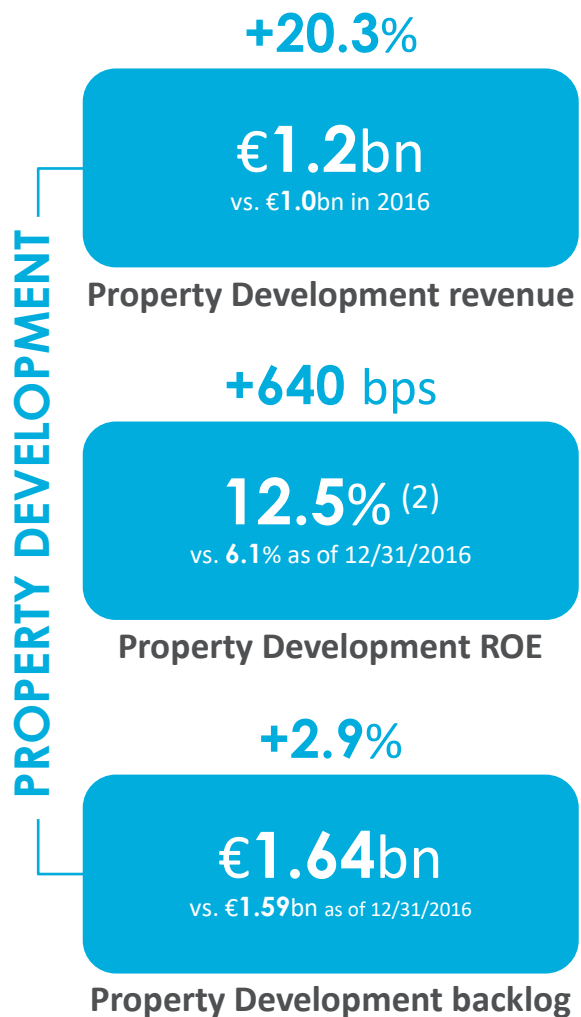 PROPERTY DEVELOPMENT
+20.3%
€1.2bn
vs. €1.0bn in 2016
Property Development revenue
+640 bps
12.5% (2)
vs. 6.1% as of 12/31/2016
Property Development ROE
+2.9%
€1.64bn
vs. €1.59bn as of 12/31/2016
Property Development backlog